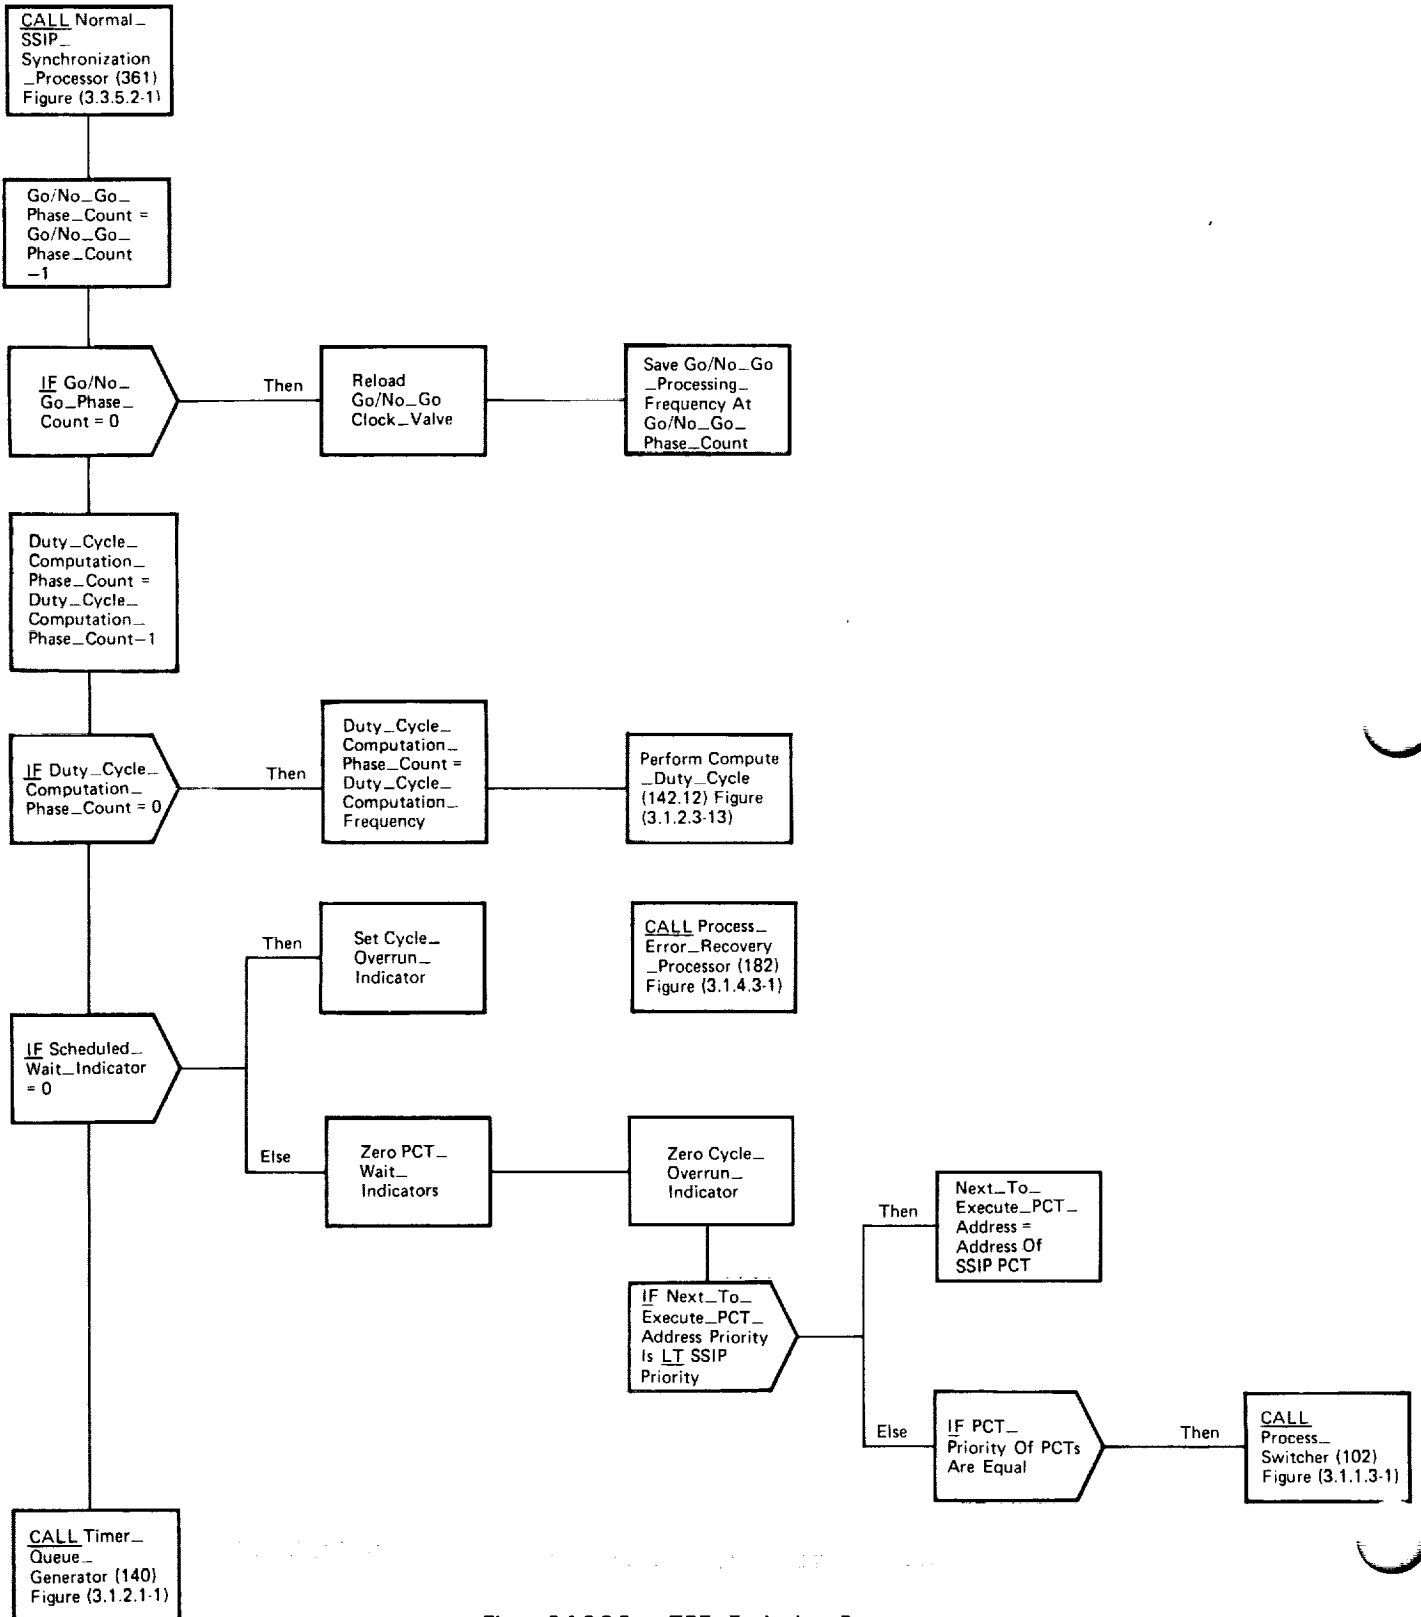 CALL Normal_
SSIP_
Synchronization
_Processor (361)
Figure (3.3.5.2-1)
Go/No_Go_
Phase_Count =
Go/No_Go_
Phase_Count
-1
IF Go/No_
Go_Phase_
Count = 0
Then
Reload
Go/No_Go
Clock_Valve
Save Go/No_Go
_Processing_
Frequency At
Go/No_Go_
Phase_Count
Duty_Cycle_
Computation_
Phase_Count =
Duty_Cycle_
Computation_
Phase_Count-1
IF Duty_Cycle_
Computation_
Phase_Count = 0
Then
Duty_Cycle_
Computation_
Phase_Count =
Duty_Cycle_
Computation_
Frequency
Perform Compute
_Duty_Cycle
(142.12) Figure
(3.1.2.3-13)
IF Scheduled_
Wait_Indicator
= 0
Then
Set Cycle_
Overrun_
Indicator
CALL Process_
Error_Recovery
_Processor (182)
Figure (3.1.4.3-1)
Else
Zero PCT_
Wait_
Indicators
Zero Cycle_
Overrun_
Indicator
IF Next_To_
Execute_PCT_
Address Priority
Is LT SSIP
Priority
Then
Next_To_
Execute_PCT_
Address =
Address Of
SSIP PCT
Else
IF PCT_
Priority Of PCTs
Are Equal
Then
CALL
Process_
Switcher (102)
Figure (3.1.1.3-1)
CALL Timer_
Queue_
Generator (140)
Figure (3.1.2.1-1)